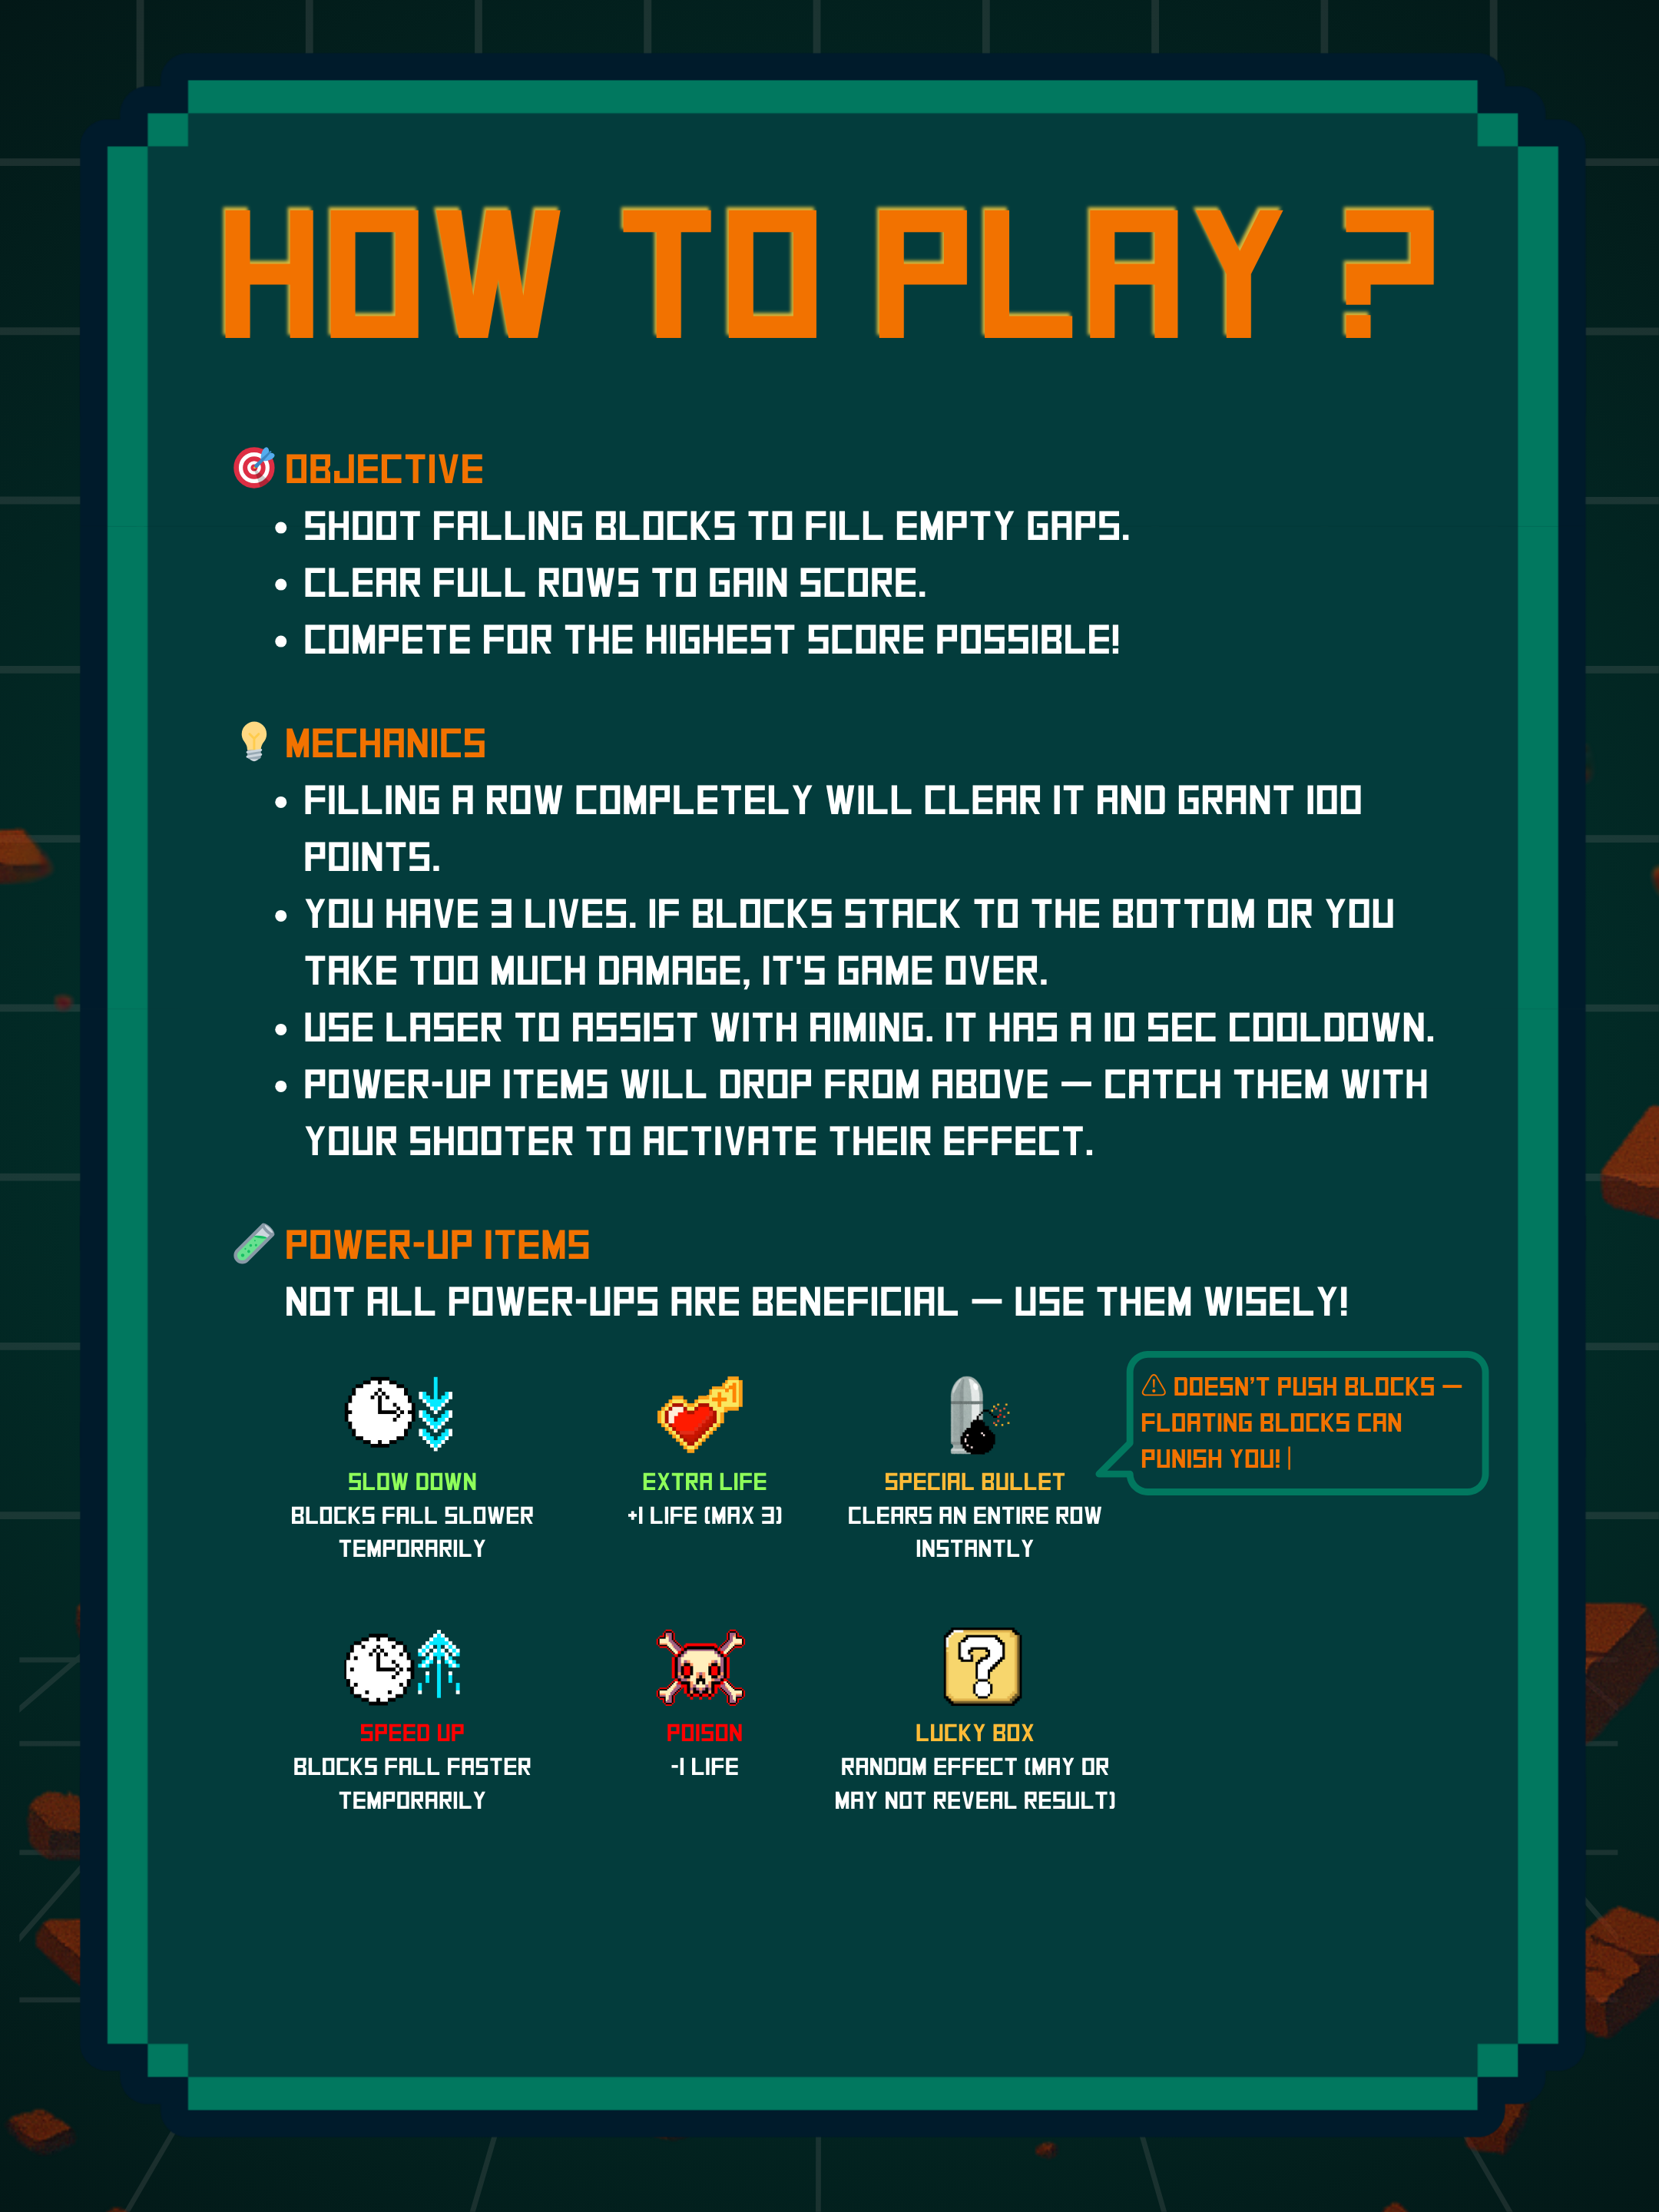 HOW TO PLAY ?
🎯 OBJECTIVE
• SHOOT FALLING BLOCKS TO FILL EMPTY GAPS.
• CLEAR FULL ROWS TO GAIN SCORE.
• COMPETE FOR THE HIGHEST SCORE POSSIBLE!
💡 MECHANICS
• FILLING A ROW COMPLETELY WILL CLEAR IT AND GRANT 100
POINTS.
• YOU HAVE 3 LIVES. IF BLOCKS STACK TO THE BOTTOM OR YOU
TAKE TOO MUCH DAMAGE, IT'S GAME OVER.
• USE LASER TO ASSIST WITH AIMING. IT HAS A 10 SEC COOLDOWN.
• POWER-UP ITEMS WILL DROP FROM ABOVE — CATCH THEM WITH
YOUR SHOOTER TO ACTIVATE THEIR EFFECT.
🧪 POWER-UP ITEMS
NOT ALL POWER-UPS ARE BENEFICIAL — USE THEM WISELY!
SLOW DOWN
BLOCKS FALL SLOWER
TEMPORARILY
+1
EXTRA LIFE
+1 LIFE (MAX 3)
SPECIAL BULLET
CLEARS AN ENTIRE ROW
INSTANTLY
⚠ DOESN'T PUSH BLOCKS —
FLOATING BLOCKS CAN
PUNISH YOU! |
SPEED UP
BLOCKS FALL FASTER
TEMPORARILY
POISON
-1 LIFE
?
LUCKY BOX
RANDOM EFFECT (MAY OR
MAY NOT REVEAL RESULT)